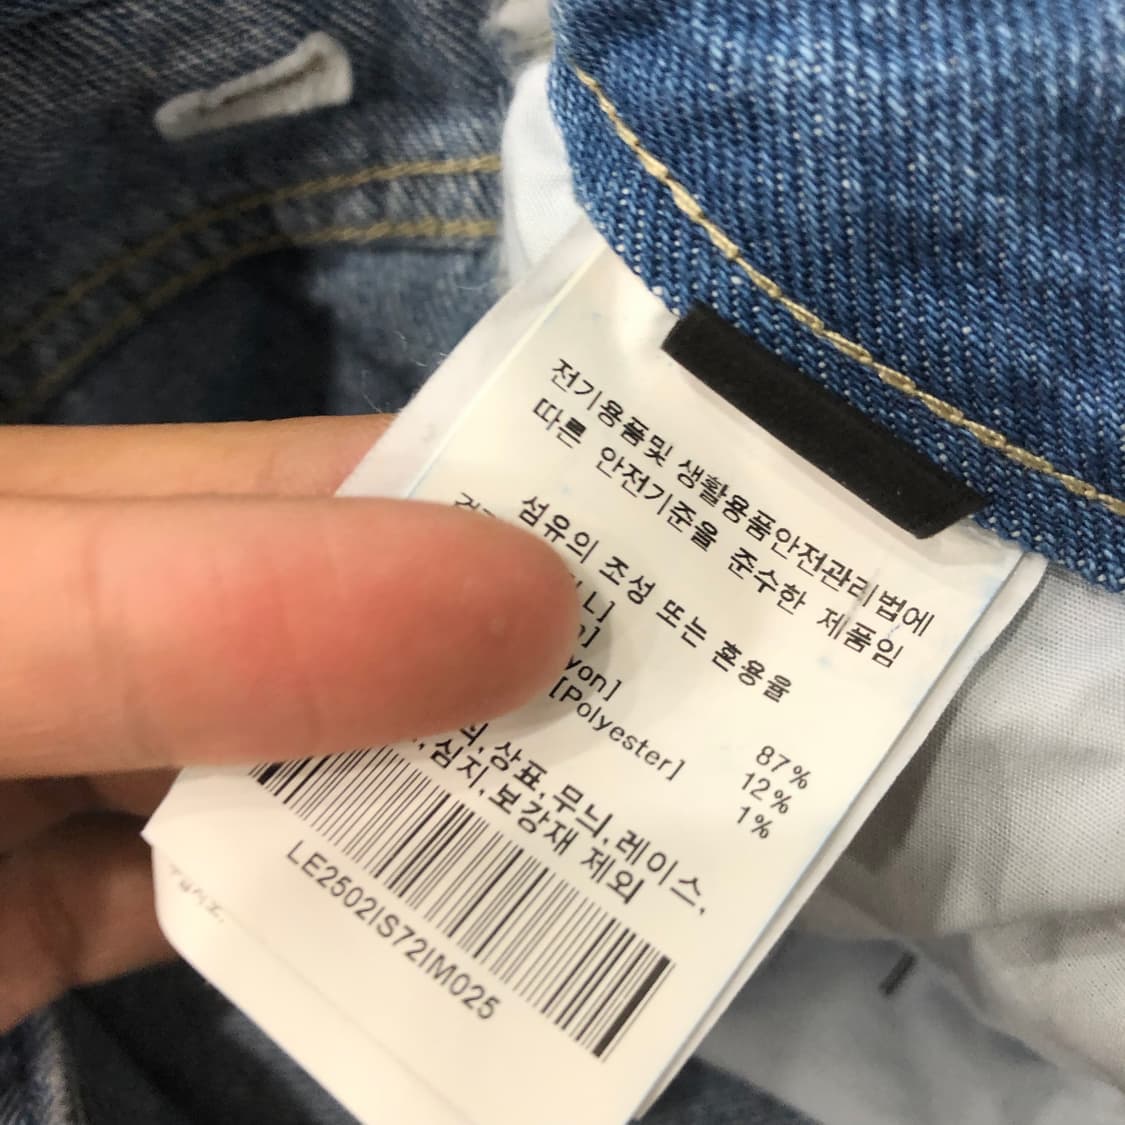 전기용품및 생활용품안전관리법에
따른 안전기준을 준수한 제품임
섬유의 조성 또는 혼용율
L]
]
yon]
[Polyester]
87%
12%
1%
상표,무늬,레이스,
심지,보강재 제외
LE2502IS72IM025